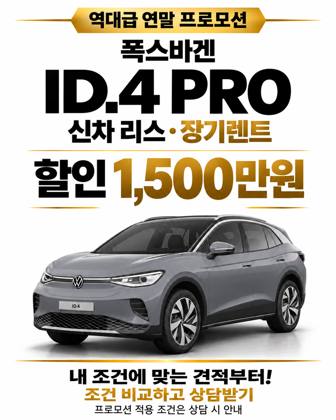 역대급 연말 프로모션
폭스바겐
ID.4 PRO
신차 리스·장기렌트
할인 1,500만원
ID.4
내 조건에 맞는 견적부터!
조건 비교하고 상담받기
프로모션 적용 조건은 상담 시 안내